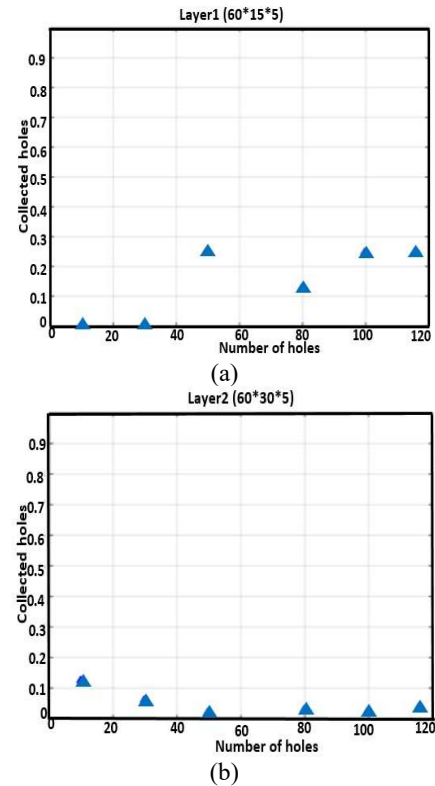 Layer1 (60*15*5)
0.9
0.8
0.7
0.6
0.5
0.4
0.3
0.2
0.1
0
Collected holes
0 20 40 60 80 100 120
Number of holes
(a)
Layer2 (60*30*5)
0.9
0.8
0.7
0.6
0.5
0.4
0.3
0.2
0.1
0
Collected holes
0 20 40 60 80 100 120
Number of holes
(b)